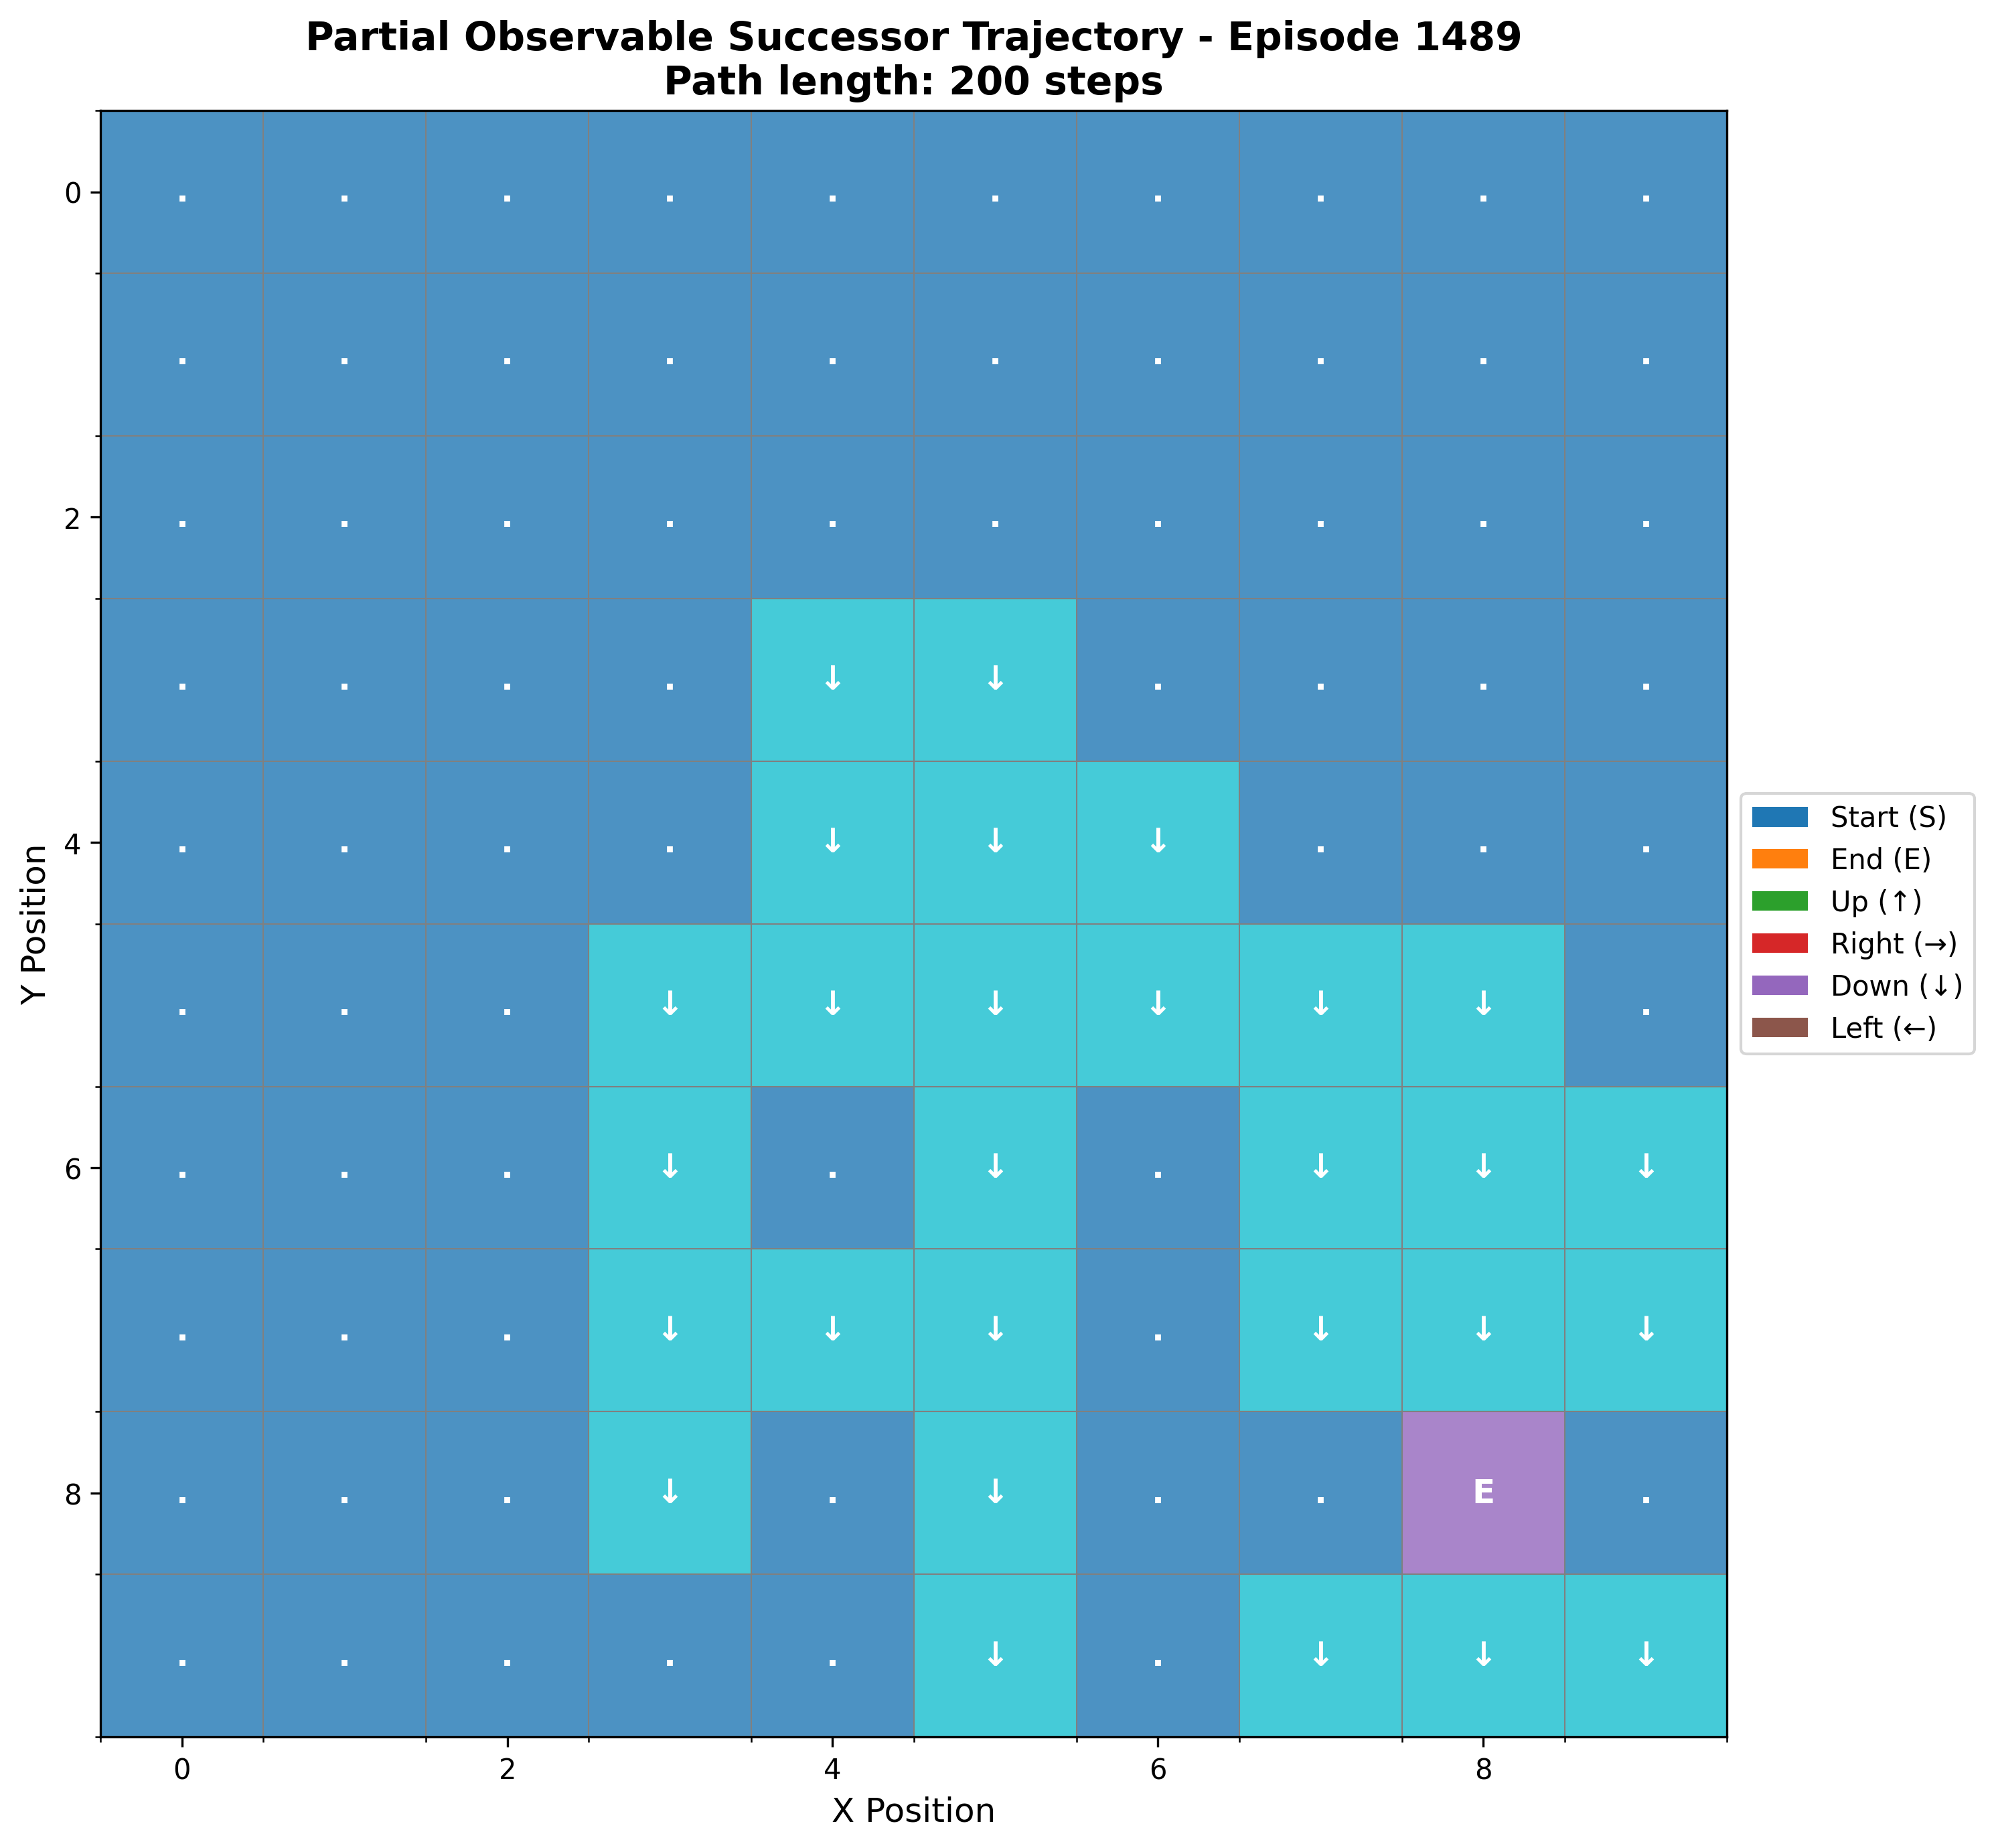 Partial Observable Successor Trajectory - Episode 1489
Path length: 200 steps
0 . . . . . . . . . .
. . . . . . . . . .
2 . . . . . . . . . .
. . . . ↓ ↓ . . . .
4 . . . . ↓ ↓ ↓ . . .
. . . ↓ ↓ ↓ ↓ ↓ ↓ .
6 . . . ↓ . ↓ . ↓ ↓ ↓
. . . ↓ ↓ ↓ . ↓ ↓ ↓
8 . . . ↓ . ↓ . . E .
. . . . . ↓ . ↓ ↓ ↓
0 2 4 6 8
X Position
Y Position
Start (S)
End (E)
Up (↑)
Right (→)
Down (↓)
Left (←)